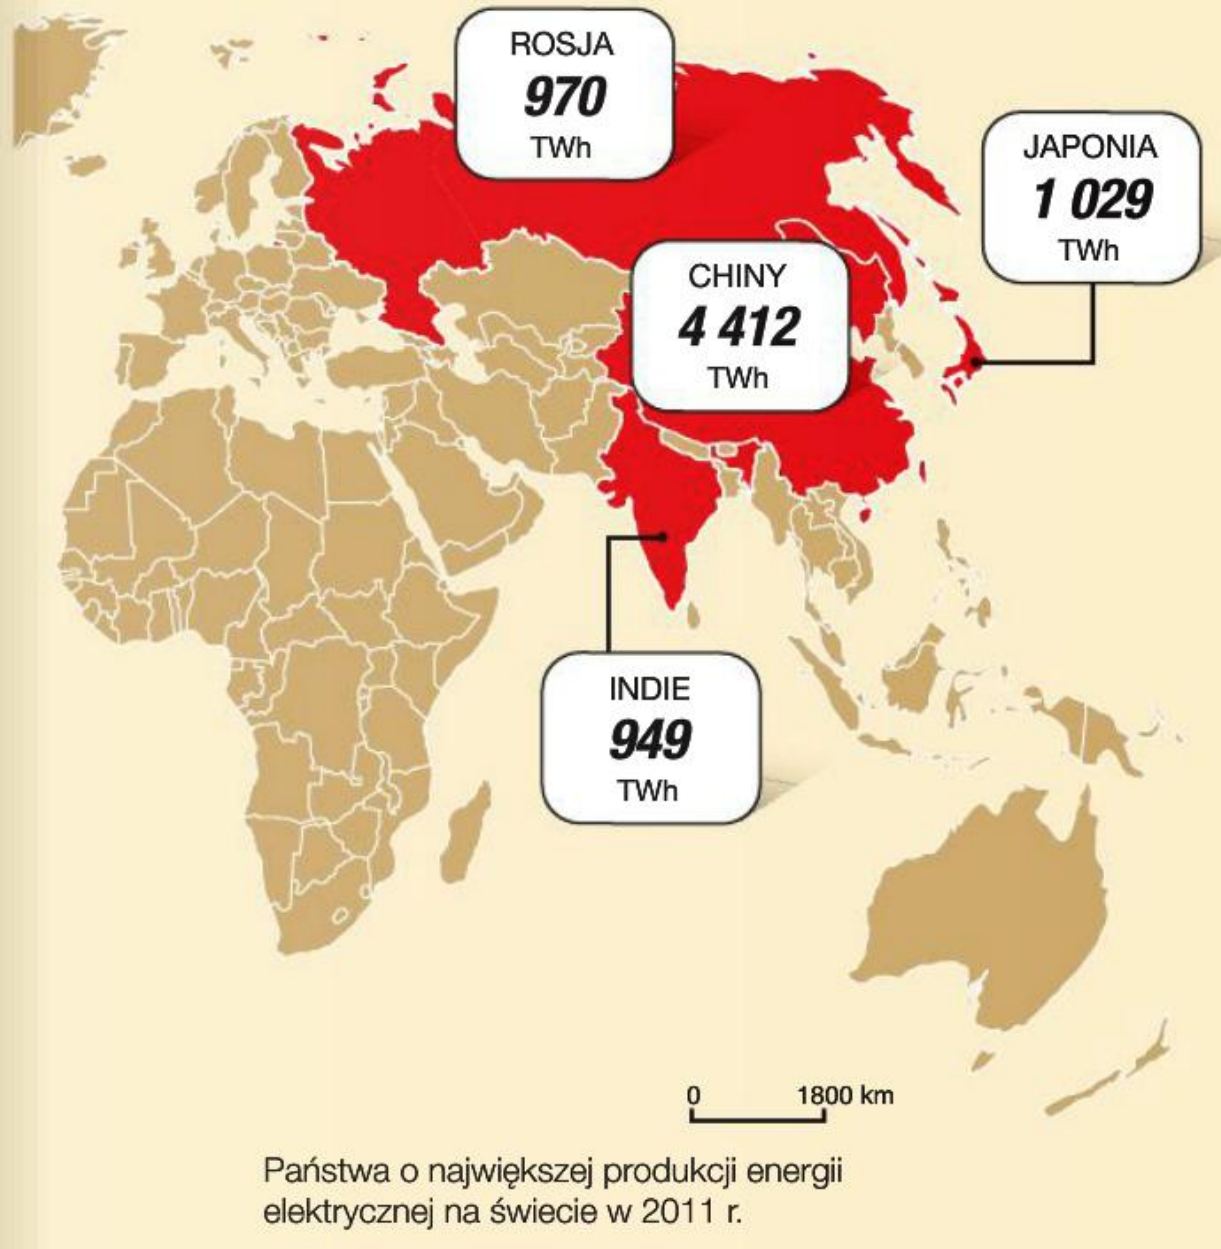 ROSJA
970
TWh
JAPONIA
1 029
TWh
CHINY
4 412
TWh
INDIE
949
TWh
0 1800 km
Państwa o największej produkcji energii
elektrycznej na świecie w 2011 r.